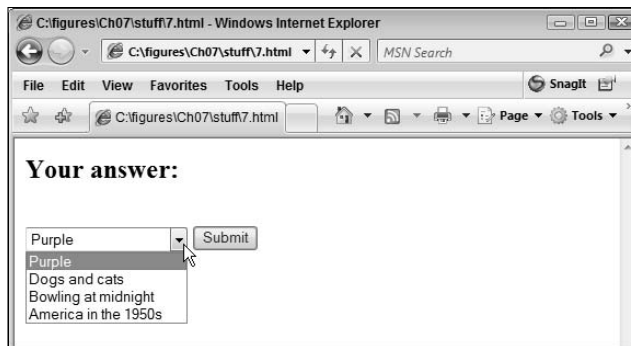 C:\figures\Ch07\stuff\7.html - Windows Internet Explorer
C:\figures\Ch07\stuff\7.html MSN Search
File Edit View Favorites Tools Help SnagIt
C:\figures\Ch07\stuff\7.html Page Tools
Your answer:
Purple Submit
Purple
Dogs and cats
Bowling at midnight
America in the 1950s